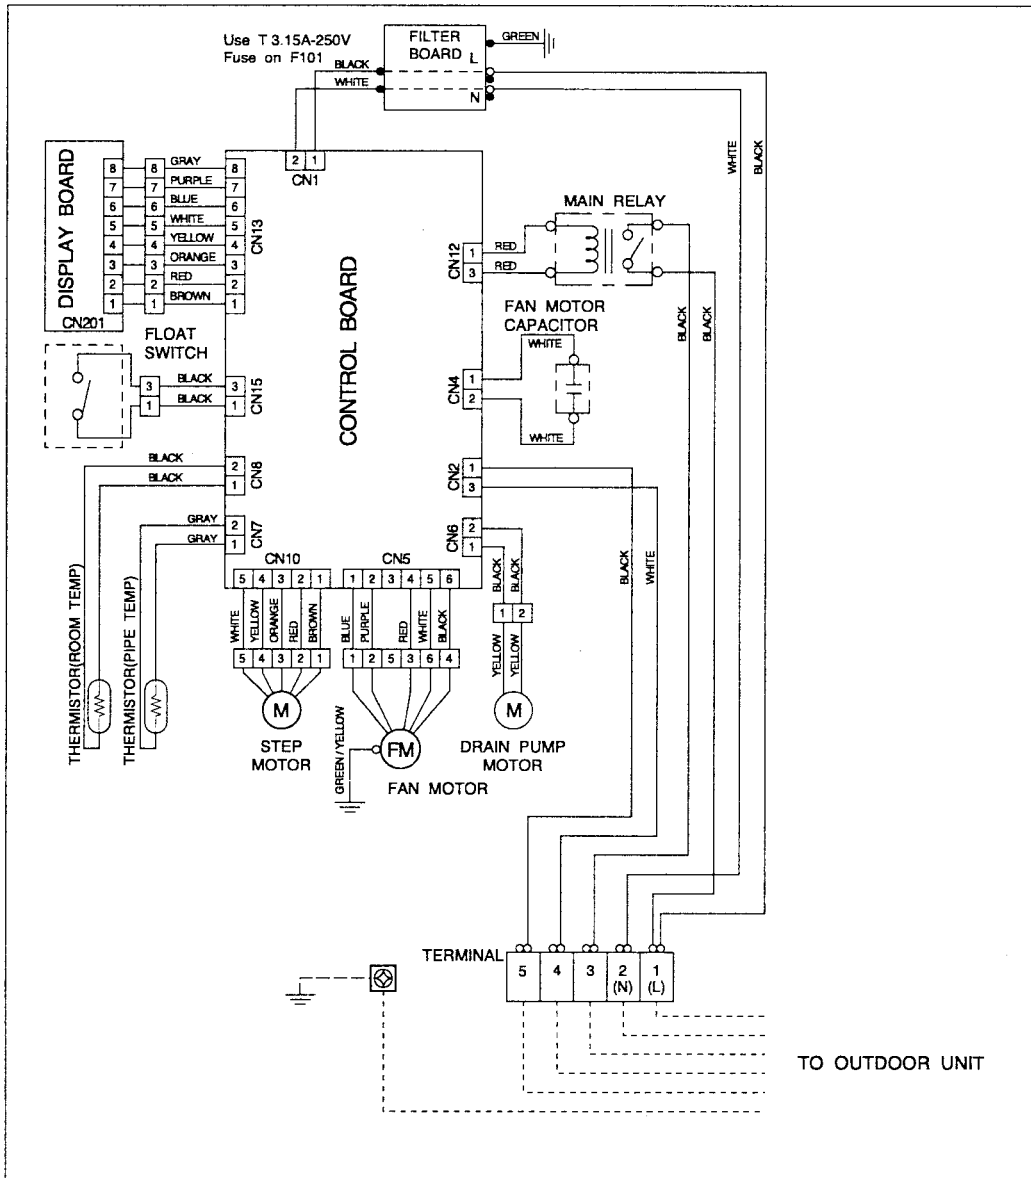 Use T 3.15A-250V
Fuse on F101
FILTER
BOARD
L
N
GREEN
BLACK
WHITE
2 1
CN1
WHITE
BLACK
DISPLAY BOARD
CN201
8 8 GRAY 8
7 7 PURPLE 7
6 6 BLUE 6
5 5 WHITE 5
4 4 YELLOW 4
3 3 ORANGE 3
2 2 RED 2
1 1 BROWN 1
CN13
CONTROL BOARD
MAIN RELAY
CN12
1 RED
3 RED
BLACK
BLACK
FLOAT
SWITCH
3 BLACK 3
1 BLACK 1
CN15
FAN MOTOR
CAPACITOR
WHITE
CN4
1
2
WHITE
BLACK 2
BLACK 1
CN8
CN2
1
3
GRAY 2
GRAY 1
CN7
CN6
2
1
BLACK
WHITE
CN10
5 4 3 2 1
WHITE
YELLOW
ORANGE
RED
BROWN
5 4 3 2 1
M
STEP
MOTOR
CN5
1 2 3 4 5 6
BLUE
PURPLE
RED
WHITE
BLACK
1 2 5 3 6 4
FM
FAN MOTOR
GREEN/YELLOW
BLACK
BLACK
1 2
YELLOW
YELLOW
M
DRAIN PUMP
MOTOR
THERMISTOR(ROOM TEMP)
THERMISTOR(PIPE TEMP)
TERMINAL
5 4 3 2 1
(N) (L)
TO OUTDOOR UNIT